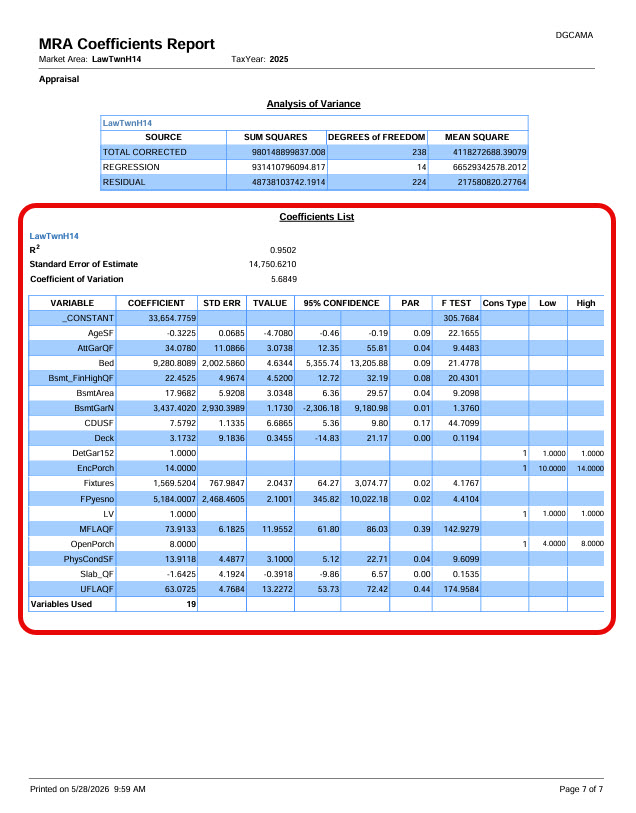 DGCAMA
MRA Coefficients Report
Market Area: LawTwnH14 TaxYear: 2025
Appraisal
Analysis of Variance
LawTwnH14
SOURCE SUM SQUARES DEGREES of FREEDOM MEAN SQUARE
TOTAL CORRECTED 980148899837.008 238 4118272688.39079
REGRESSION 931410796094.817 14 66529342578.2012
RESIDUAL 48738103742.1914 224 217580820.27764
Coefficients List
LawTwnH14
R2 0.9502
Standard Error of Estimate 14,750.6210
Coefficient of Variation 5.6849
VARIABLE COEFFICIENT STD ERR TVALUE 95% CONFIDENCE PAR F TEST Cons Type Low High
_CONSTANT 33,654.7759 305.7684
AgeSF -0.3225 0.0685 -4.7080 -0.46 -0.19 0.09 22.1655
AttGarQF 34.0780 11.0866 3.0738 12.35 55.81 0.04 9.4483
Bed 9,280.8089 2,002.5860 4.6344 5,355.74 13,205.88 0.09 21.4778
Bsmt_FinHighQF 22.4525 4.9674 4.5200 12.72 32.19 0.08 20.4301
BsmtArea 17.9682 5.9208 3.0348 6.36 29.57 0.04 9.2098
BsmtGarN 3,437.4020 2,930.3989 1.1730 -2,306.18 9,180.98 0.01 1.3760
CDUSF 7.5792 1.1335 6.6865 5.36 9.80 0.17 44.7099
Deck 3.1732 9.1836 0.3455 -14.83 21.17 0.00 0.1194
DetGar152 1.0000 1 1.0000 1.0000
EncPorch 14.0000 1 10.0000 14.0000
Fixtures 1,569.5204 767.9847 2.0437 64.27 3,074.77 0.02 4.1767
FPyesno 5,184.0007 2,468.4605 2.1001 345.82 10,022.18 0.02 4.4104
LV 1.0000 1 1.0000 1.0000
MFLAQF 73.9133 6.1825 11.9552 61.80 86.03 0.39 142.9279
OpenPorch 8.0000 1 4.0000 8.0000
PhysCondSF 13.9118 4.4877 3.1000 5.12 22.71 0.04 9.6099
Slab_QF -1.6425 4.1924 -0.3918 -9.86 6.57 0.00 0.1535
UFLAQF 63.0725 4.7684 13.2272 53.73 72.42 0.44 174.9584
Variables Used 19
Printed on 5/28/2026 9:59 AM Page 7 of 7